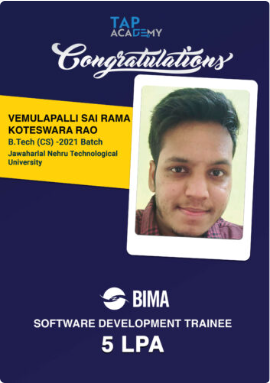 TAP
ACADEMY
Congratulations
VEMULAPALLI SAI RAMA
KOTESWARA RAO
B.Tech (CS) -2021 Batch
Jawaharlal Nehru Technological
University
BIMA
SOFTWARE DEVELOPMENT TRAINEE
5 LPA